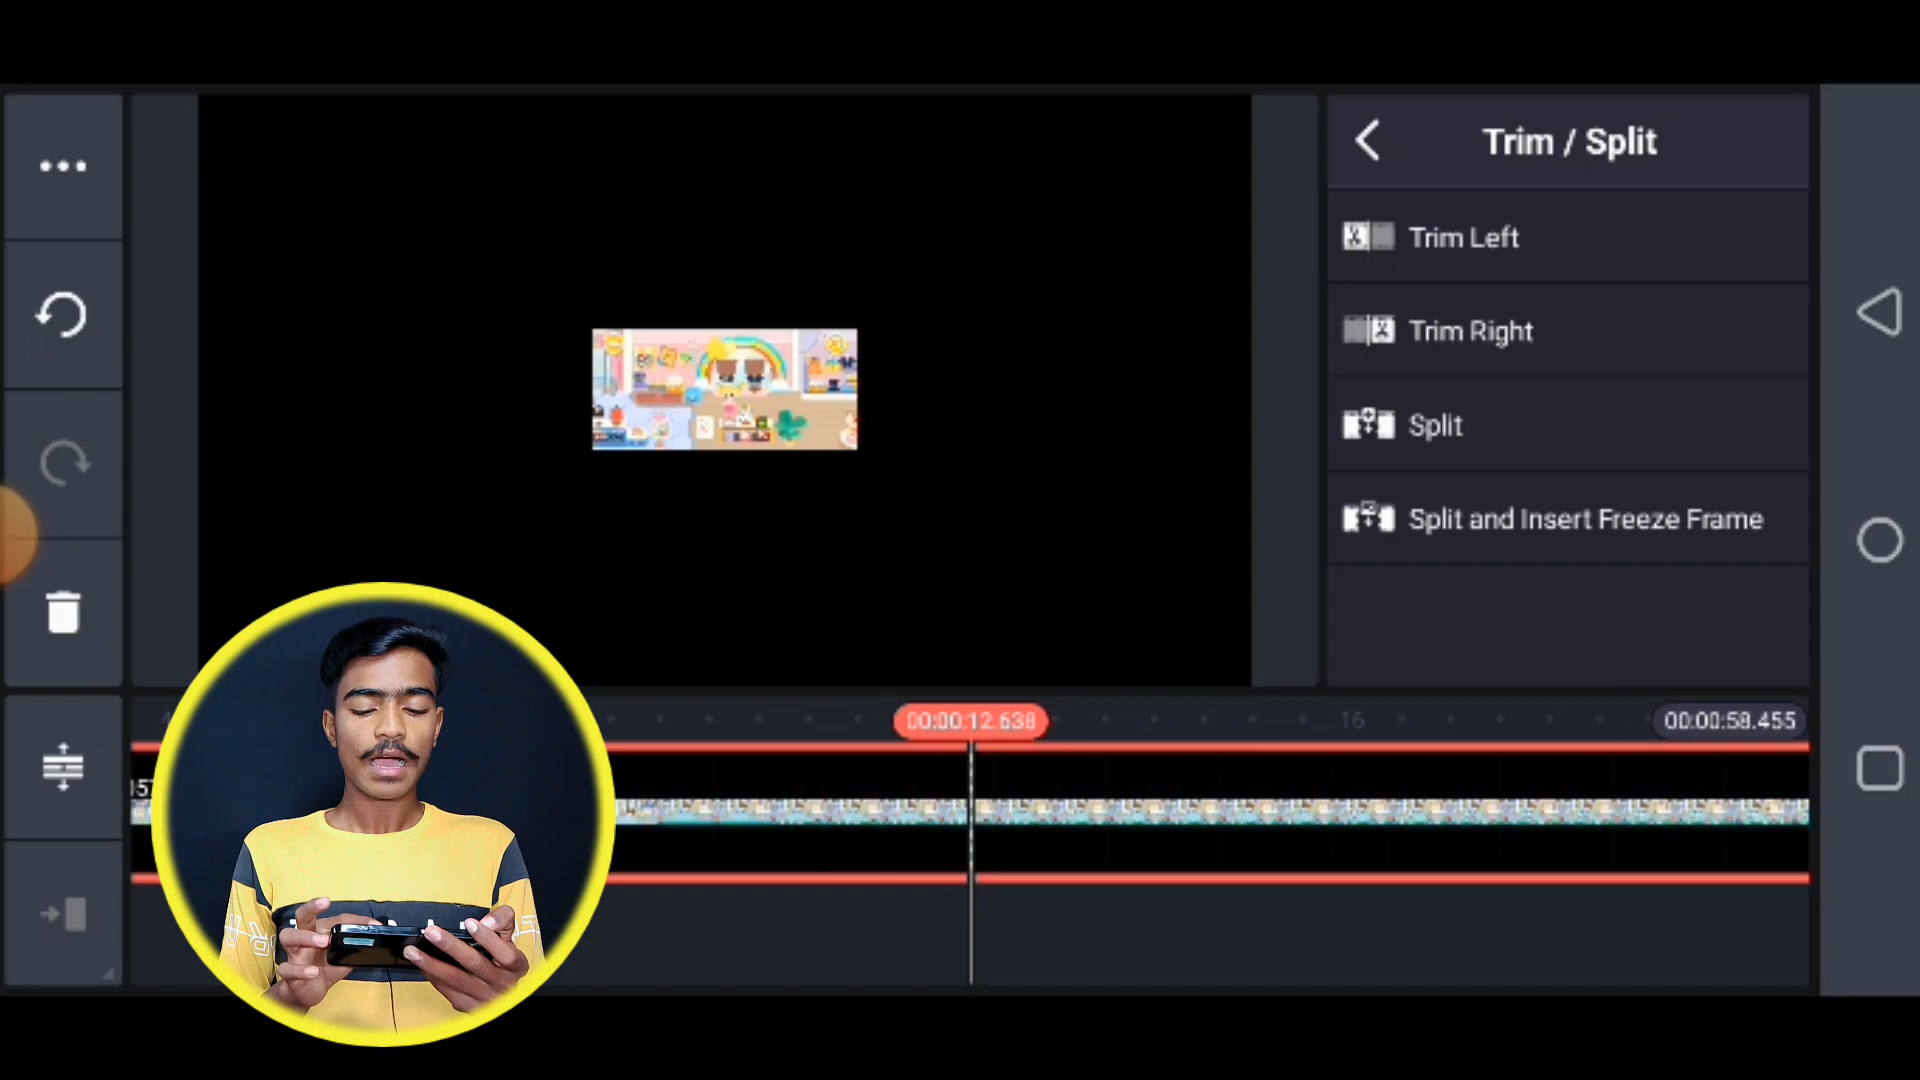 Trim / Split
Trim Left
Trim Right
Split
Split and Insert Freeze Frame
00:00:12.638
16
00:00:58.455